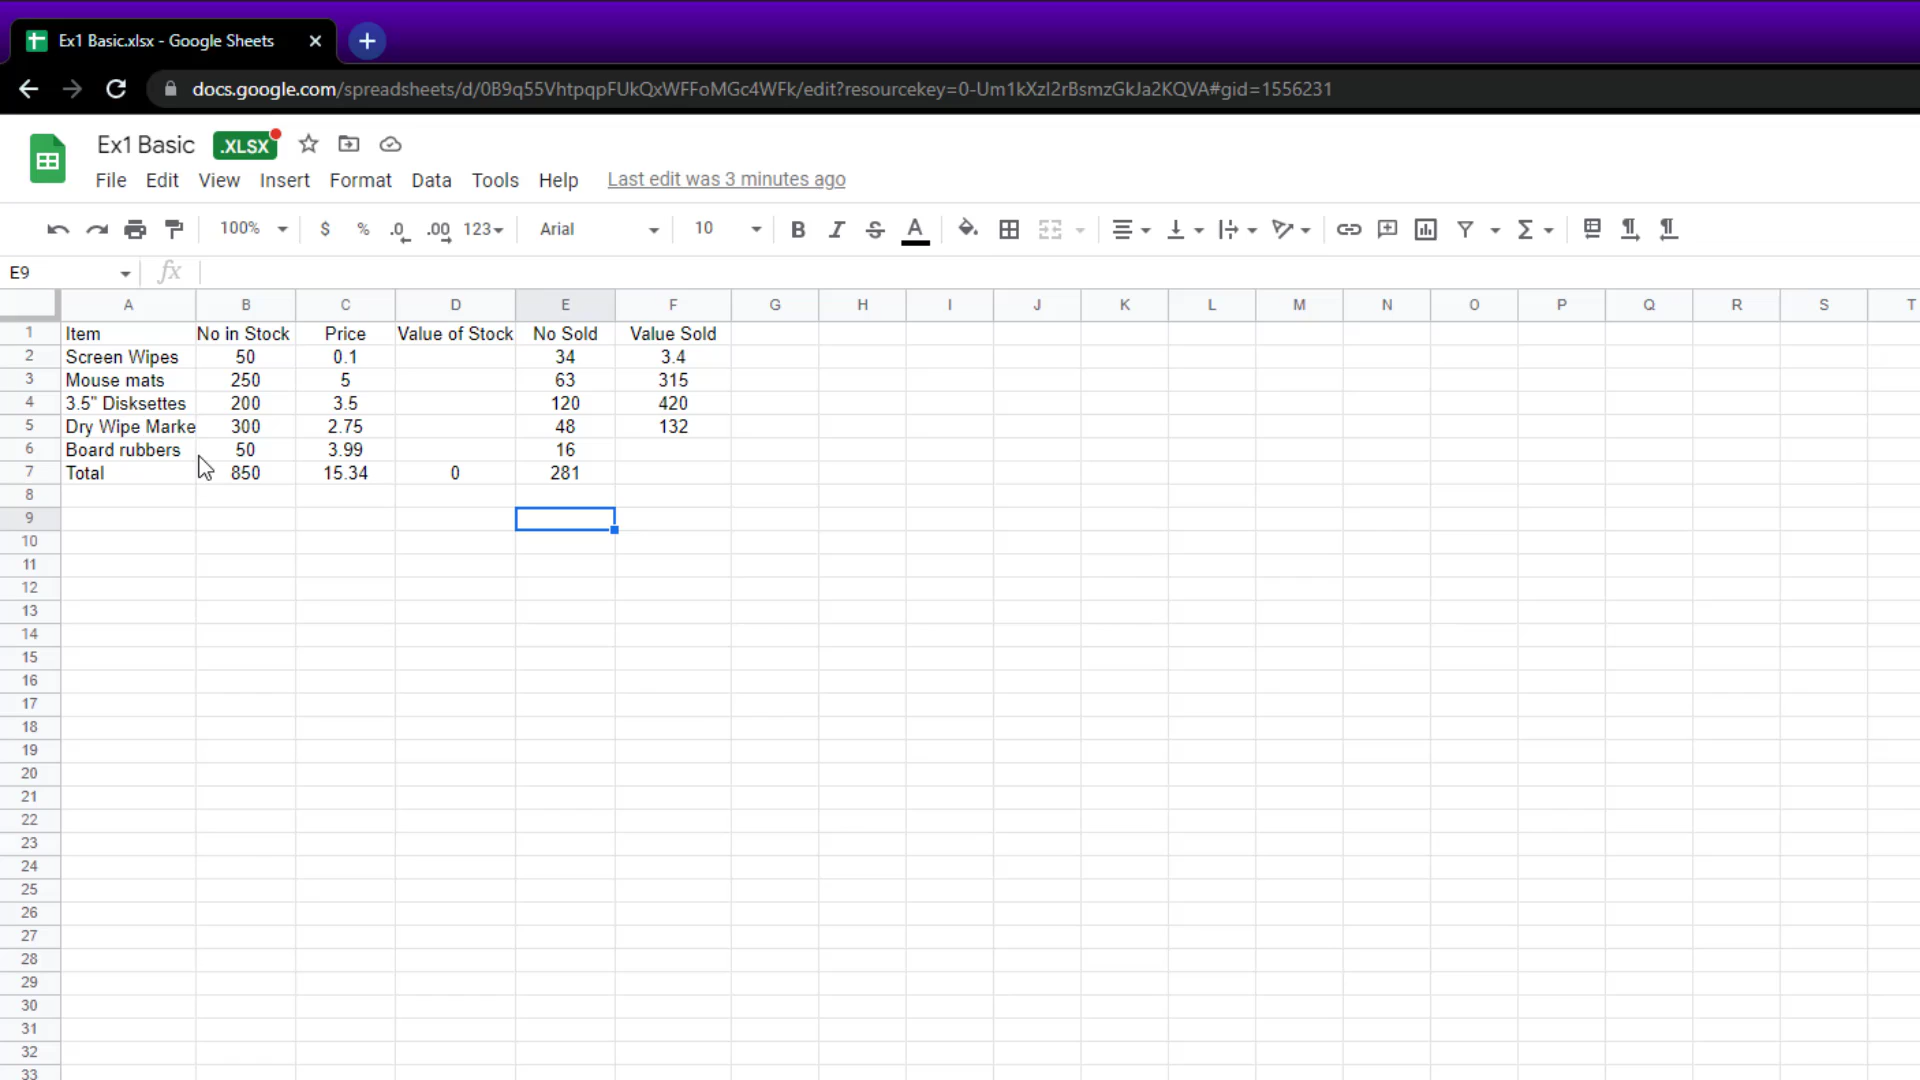 Ex1 Basic.xlsx - Google Sheets
docs.google.com/spreadsheets/d/0B9q55VhtpqpFUkQxWFFoMGc4WFk/edit?resourcekey=0-Um1kXzI2rBsmzGkJa2KQVA#gid=1556231
Ex1 Basic .XLSX
File Edit View Insert Format Data Tools Help Last edit was 3 minutes ago
100% $ % .0 .00 123 Arial 10 B I S A
E9 fx
A B C D E F G H I J K L M N O P Q R S T
1 Item No in Stock Price Value of Stock No Sold Value Sold
2 Screen Wipes 50 0.1 34 3.4
3 Mouse mats 250 5 63 315
4 3.5" Disksettes 200 3.5 120 420
5 Dry Wipe Marke 300 2.75 48 132
6 Board rubbers 50 3.99 16
7 Total 850 15.34 0 281
8
9
10
11
12
13
14
15
16
17
18
19
20
21
22
23
24
25
26
27
28
29
30
31
32
33